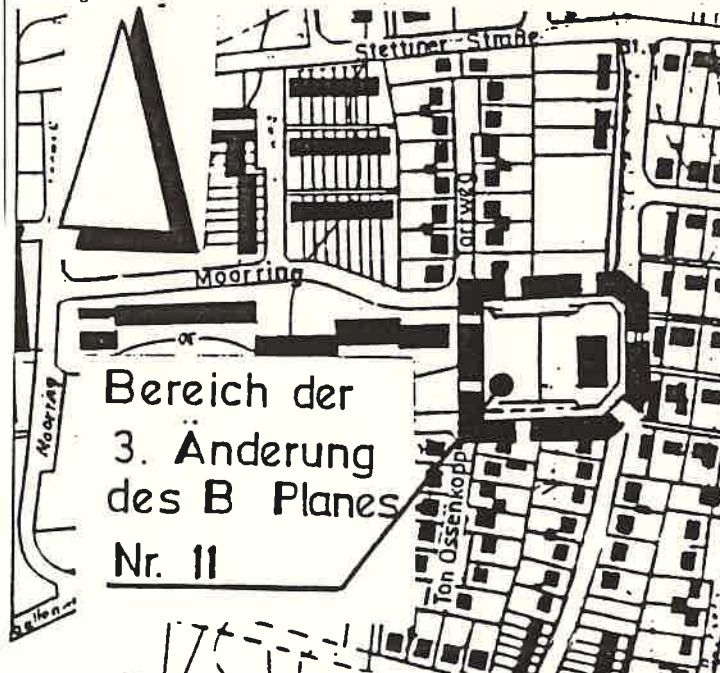 Stettiner Straße
Moorring
Moorring
Bereich der
3. Änderung
des B Planes
Nr. 11
Ton Ossenkopp